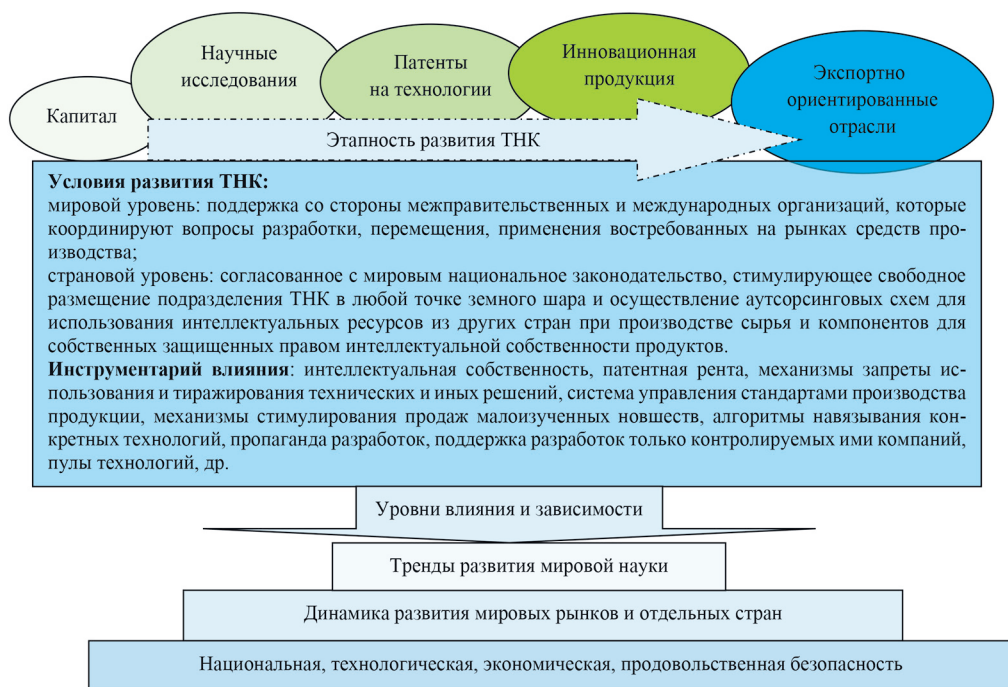 Капитал
Научные
исследования
Патенты
на технологии
Инновационная
продукция
Экспортно
ориентированные
отрасли
Этапность развития ТНК
Условия развития ТНК:
мировой уровень: поддержка со стороны межправительственных и международных организаций, которые
координируют вопросы разработки, перемещения, применения востребованных на рынках средств про-
изводства;
страновой уровень: согласованное с мировым национальное законодательство, стимулирующее свободное
размещение подразделения ТНК в любой точке земного шара и осуществление аутсорсинговых схем для
использования интеллектуальных ресурсов из других стран при производстве сырья и компонентов для
собственных защищенных правом интеллектуальной собственности продуктов.
Инструментарий влияния: интеллектуальная собственность, патентная рента, механизмы запреты ис-
пользования и тиражирования технических и иных решений, система управления стандартами производства
продукции, механизмы стимулирования продаж малоизученных новшеств, алгоритмы навязывания кон-
кретных технологий, пропаганда разработок, поддержка разработок только контролируемых ими компаний,
пулы технологий, др.
Уровни влияния и зависимости
Тренды развития мировой науки
Динамика развития мировых рынков и отдельных стран
Национальная, технологическая, экономическая, продовольственная безопасность